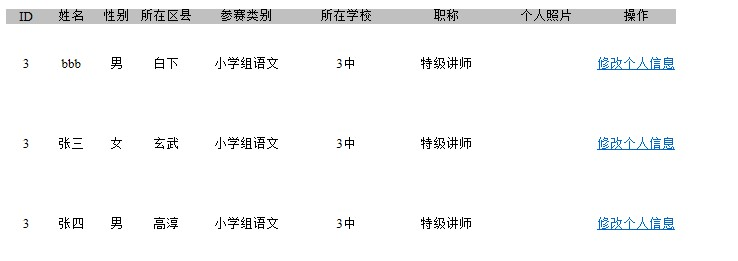 ID 姓名 性别 所在区县 参赛类别 所在学校 职称 个人照片 操作
3 bbb 男 白下 小学组语文 3中 特级讲师 修改个人信息
3 张三 女 玄武 小学组语文 3中 特级讲师 修改个人信息
3 张四 男 高淳 小学组语文 3中 特级讲师 修改个人信息